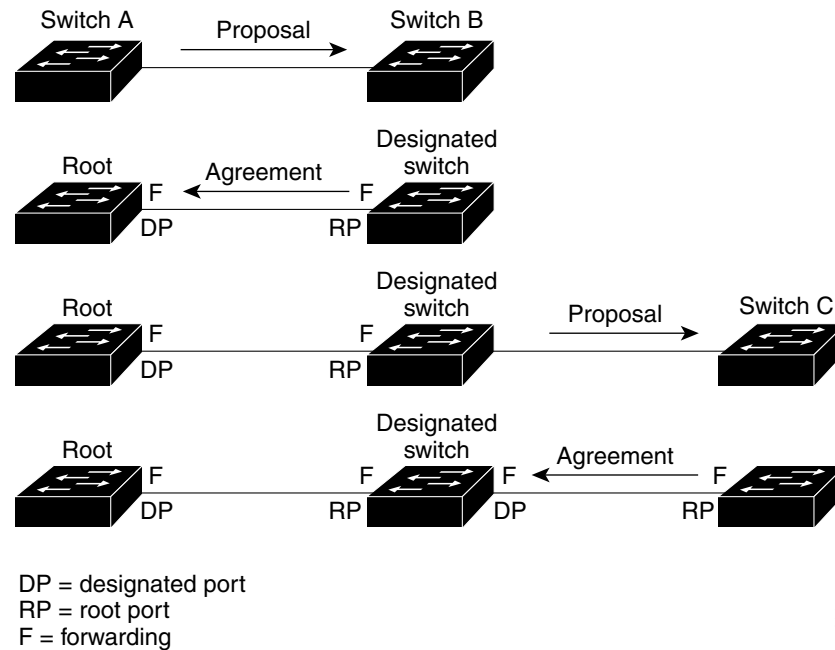 Switch A
Proposal
Switch B
Root
F
DP
Agreement
Designated
switch
F
RP
Root
F
DP
Designated
switch
F
RP
Proposal
Switch C
Root
F
DP
Designated
switch
F
RP
F
DP
Agreement
F
RP
DP = designated port
RP = root port
F = forwarding